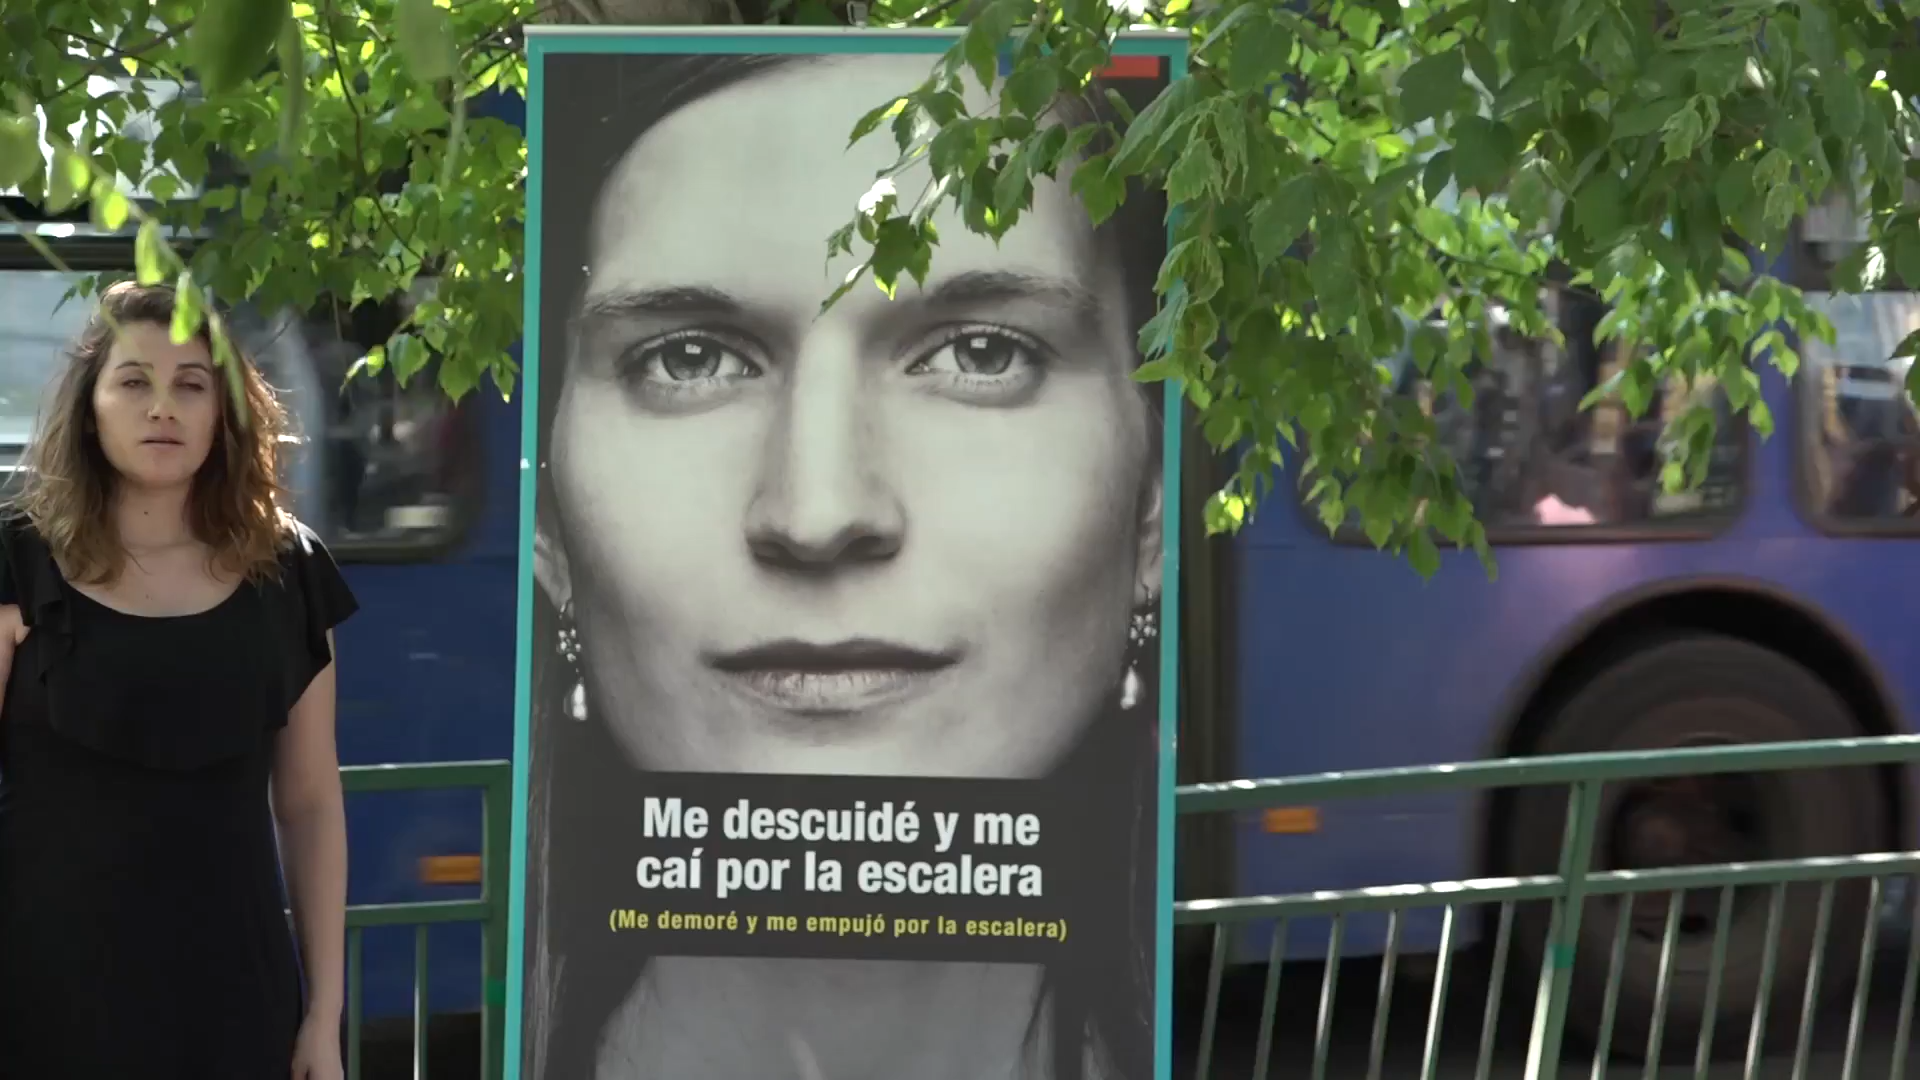 Me descuidé y me
caí por la escalera
(Me demoré y me empujó por la escalera)